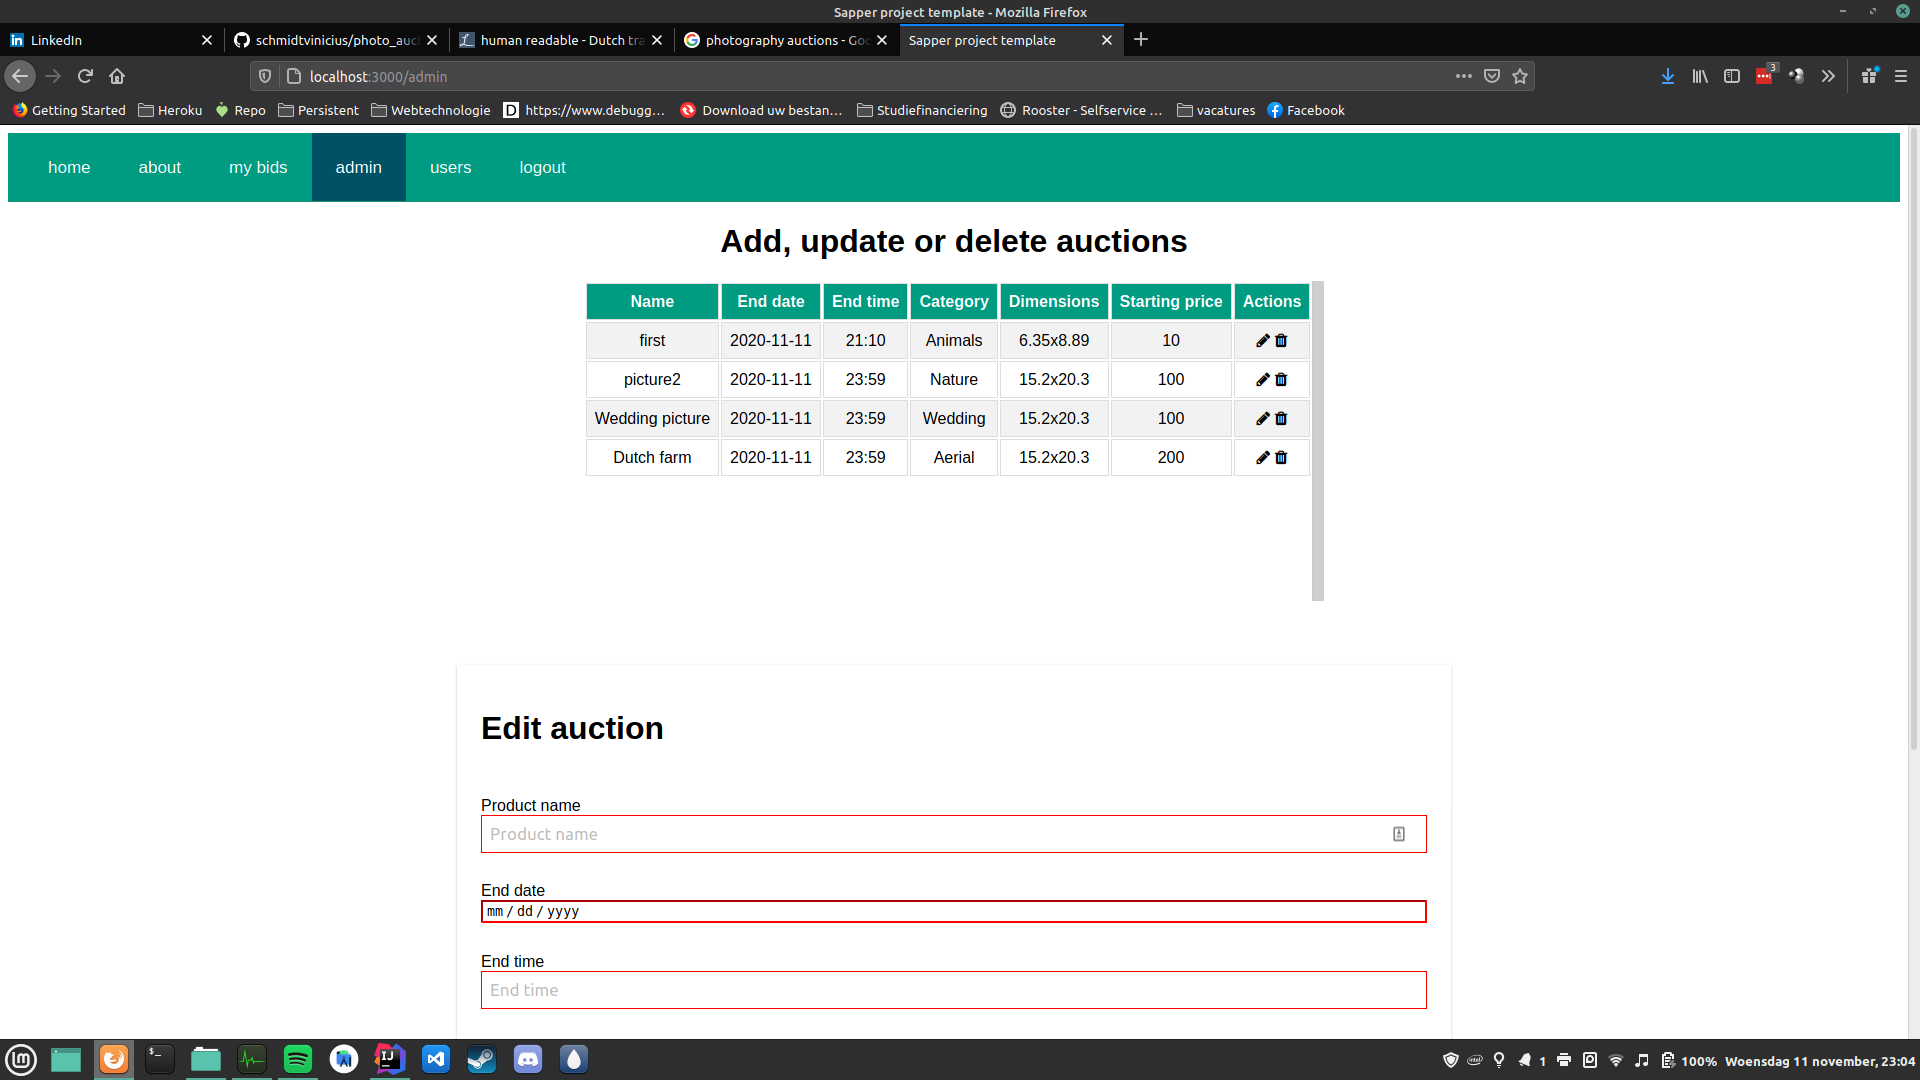 Sapper project template - Mozilla Firefox
LinkedIn
schmidtvinicius/photo_auc
human readable - Dutch tra
photography auctions - Goo
Sapper project template
localhost:3000/admin
3
Getting Started Heroku Repo Persistent Webtechnologie https://www.debugg… Download uw bestan… Studiefinanciering Rooster - Selfservice … vacatures Facebook
home about my bids admin users logout
Add, update or delete auctions
Name End date End time Category Dimensions Starting price Actions
first 2020-11-11 21:10 Animals 6.35x8.89 10
picture2 2020-11-11 23:59 Nature 15.2x20.3 100
Wedding picture 2020-11-11 23:59 Wedding 15.2x20.3 100
Dutch farm 2020-11-11 23:59 Aerial 15.2x20.3 200
Edit auction
Product name
Product name
End date
mm / dd / yyyy
End time
End time
1 100% Woensdag 11 november, 23:04